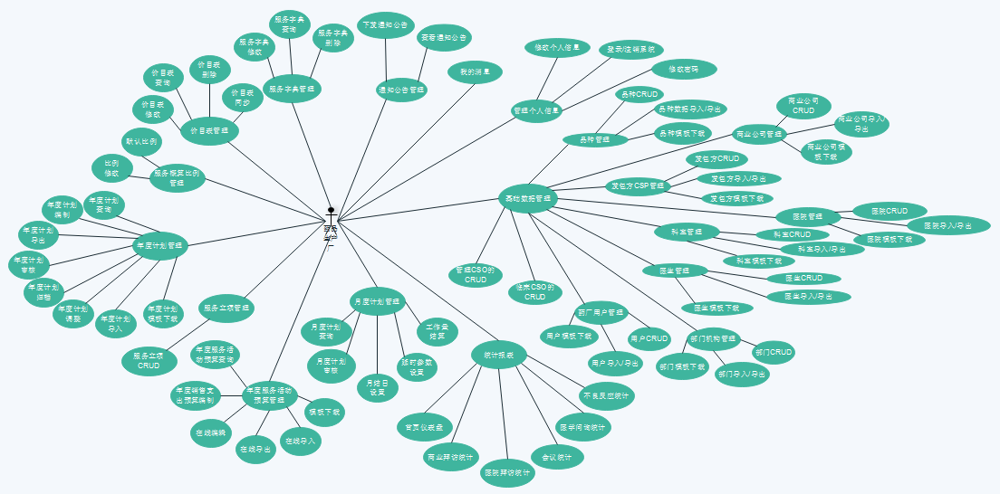 服务字典
查询
服务字典
修改
服务字典
删除
服务字典管理
下发通知公告
查看通知公告
通知公告管理
我的消息
修改个人信息
登录/注销系统
修改密码
管理个人信息
价目表
查询
价目表
删除
价目表
修改
价目表
同步
价目表管理
默认比例
比例
修改
服务概算比例
管理
品种CRUD
品种数据导入/导出
品种模板下载
品种管理
商业公司
CRUD
商业公司导入/
导出
商业公司模
板下载
商业公司管理
发包方CRUD
发包方导入/导出
发包方模板下载
发包方CSP管理
基础数据管理
医院CRUD
医院导入/导出
医院模板下载
医院管理
科室CRUD
科室导入/导出
科室模板下载
科室管理
医生CRUD
医生导入/导出
医生模板下载
医生管理
管理CSO的
CRUD
临床CSO的
CRUD
药厂用户管理
用户模板下载
用户CRUD
用户导入/导出
部门机构管理
部门CRUD
部门模板下载
部门导入/导出
年度计划
编制
年度计划
查询
年度计划
导出
年度计划
审核
年度计划
归档
年度计划
调整
年度计划
导入
年度计划
模板下载
年度计划管理
服务立项管理
服务立项
CRUD
月度计划管理
月度计划
查询
月度计划
审核
月结日
设置
延时参数
设置
工作量
结算
年度服务活
动预算查询
年度销售支
出预算编制
在线编辑
在线导出
在线导入
模板下载
年度服务活动
预算管理
统计报表
首页仪表盘
商业拜访统计
医院拜访统计
会议统计
医学问询统计
不良反应统计